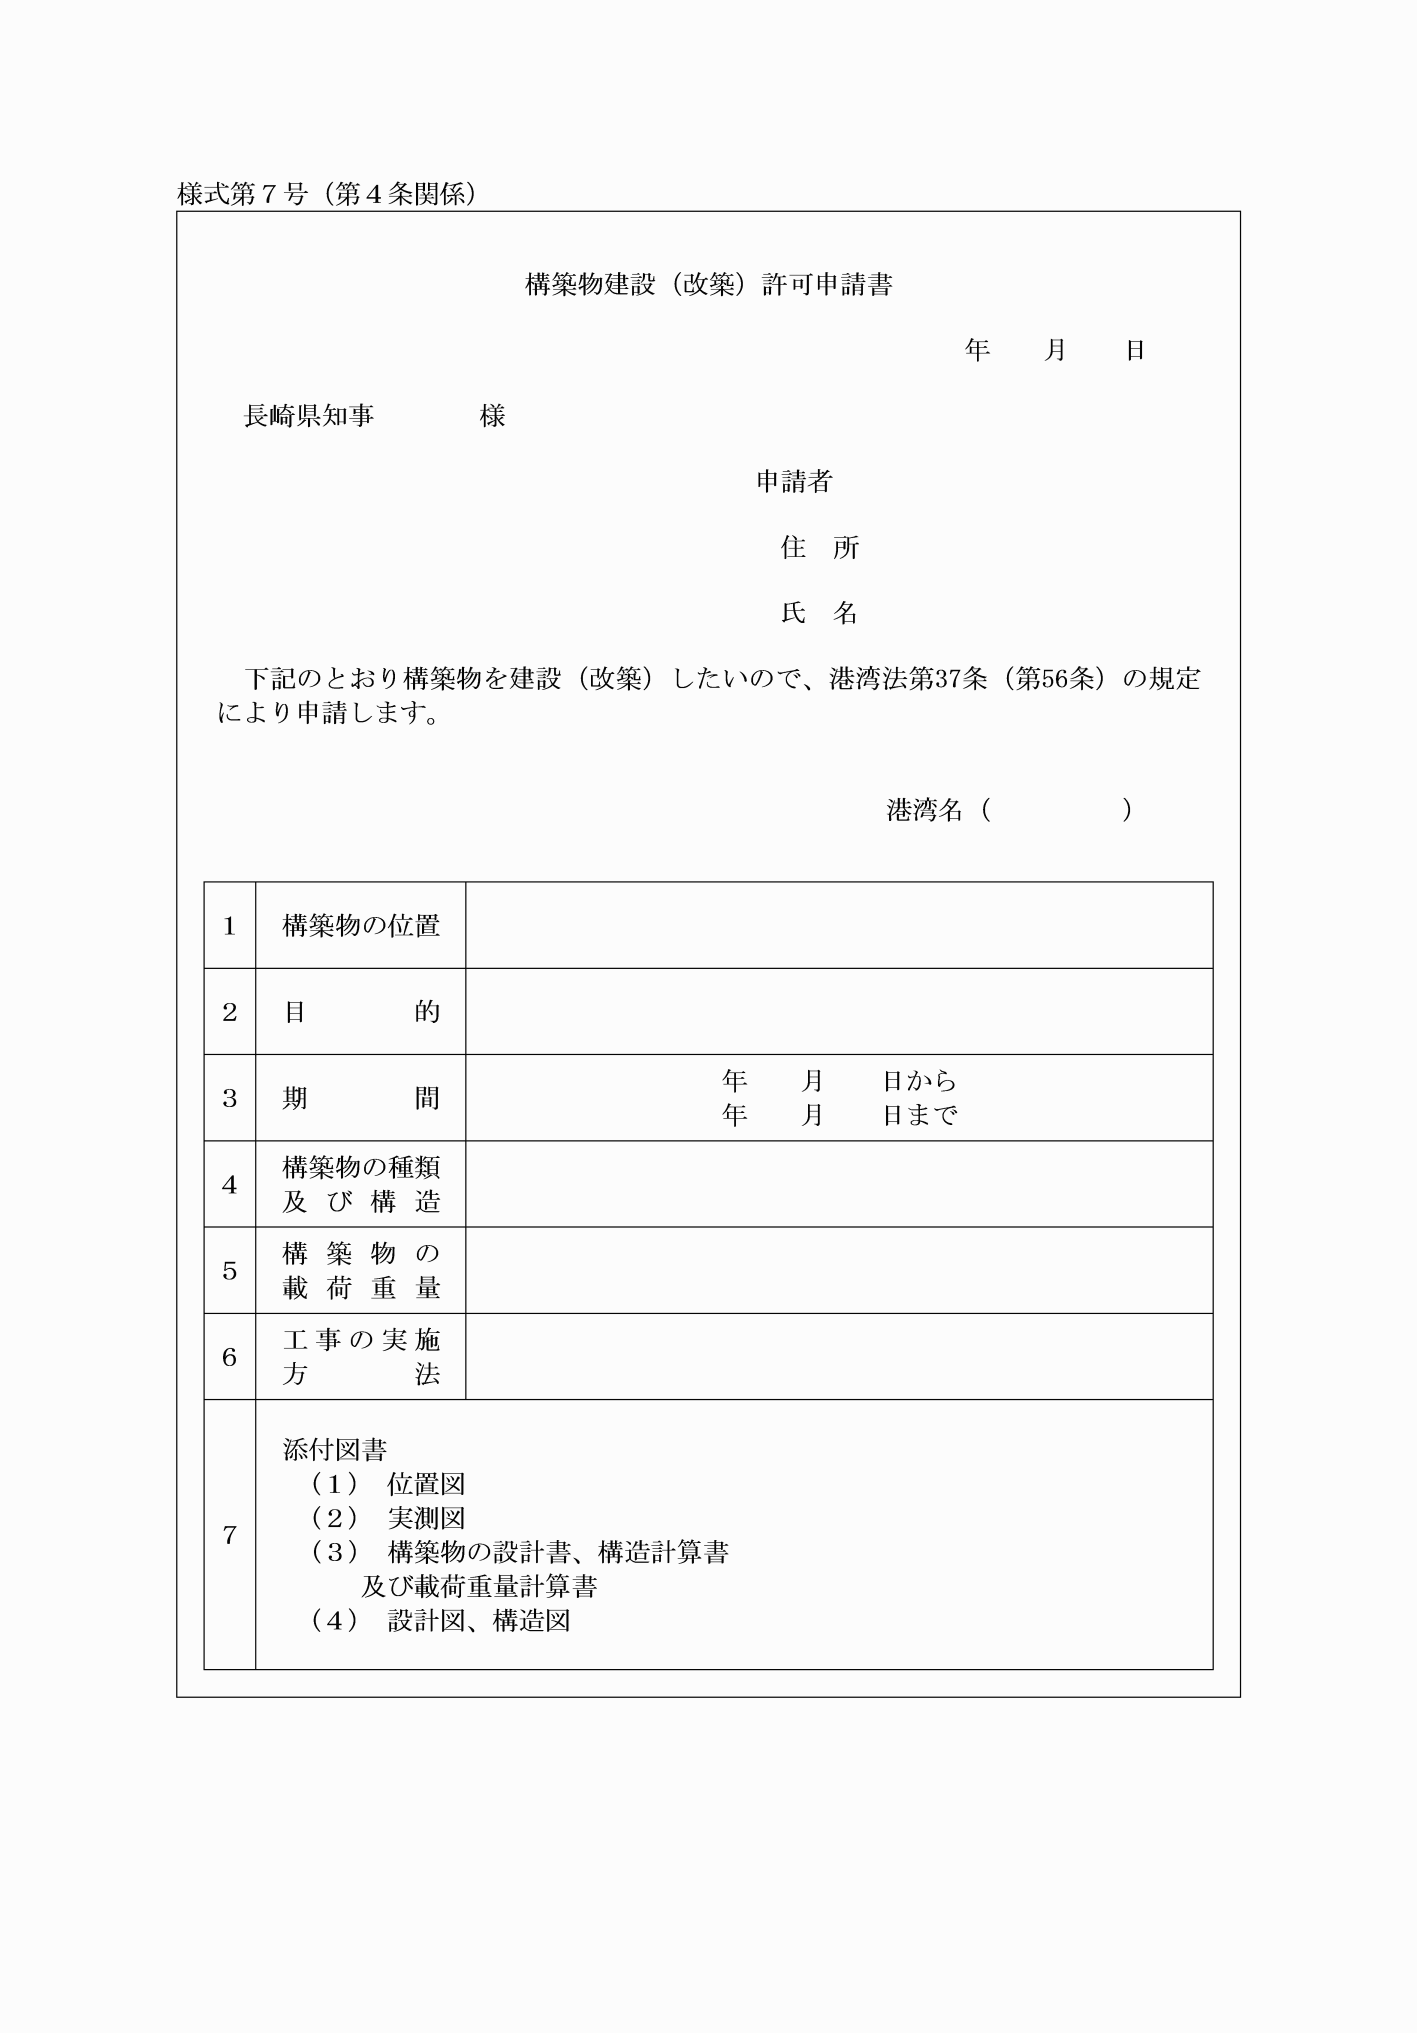 様式第７号（第４条関係）
構築物建設（改築）許可申請書
年　　月　　日
長崎県知事　　　　様
申請者
住　所
氏　名
下記のとおり構築物を建設（改築）したいので、港湾法第37条（第56条）の規定
により申請します。
港湾名（　　　　　）
１　構築物の位置
２　目　　　　的
３　期　　　　間
年　　月　　日から
年　　月　　日まで
４　構築物の種類
及び構造
５　構築物の
載荷重量
６　工事の実施
方　　　　法
７　添付図書
（１）　位置図
（２）　実測図
（３）　構築物の設計書、構造計算書
及び載荷重量計算書
（４）　設計図、構造図